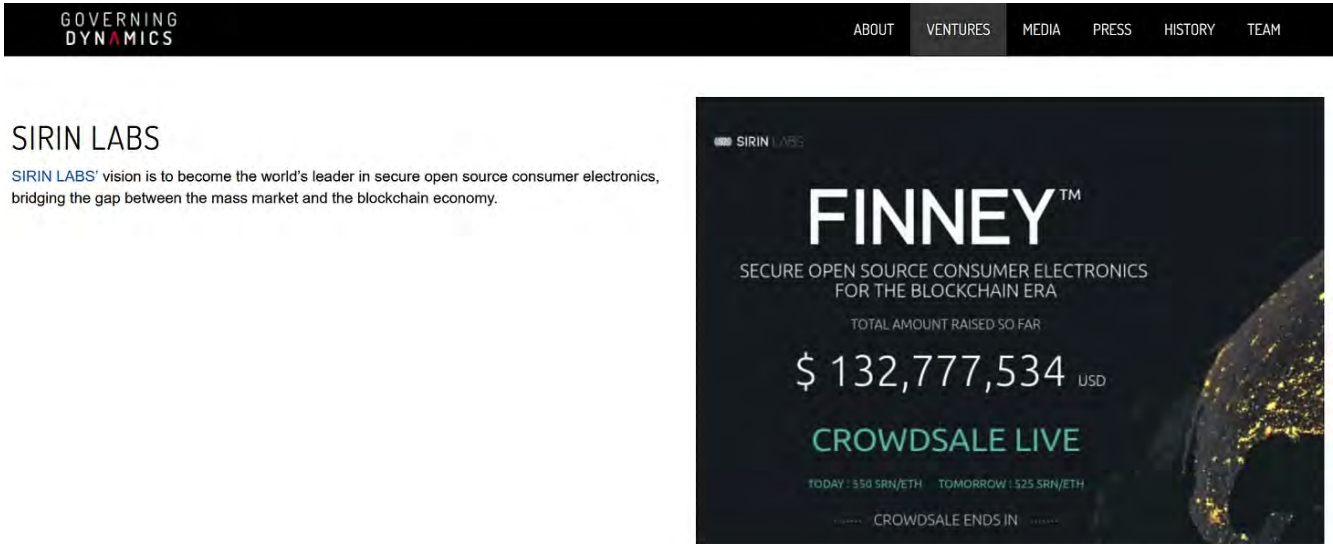 GOVERNING
DYNAMICS
ABOUT VENTURES MEDIA PRESS HISTORY TEAM
SIRIN LABS
SIRIN LABS' vision is to become the world's leader in secure open source consumer electronics,
bridging the gap between the mass market and the blockchain economy.
SIRIN LABS
FINNEY™
SECURE OPEN SOURCE CONSUMER ELECTRONICS
FOR THE BLOCKCHAIN ERA
TOTAL AMOUNT RAISED SO FAR
$ 132,777,534 USD
CROWDSALE LIVE
TODAY : 550 SRN/ETH TOMORROW : 525 SRN/ETH
CROWDSALE ENDS IN